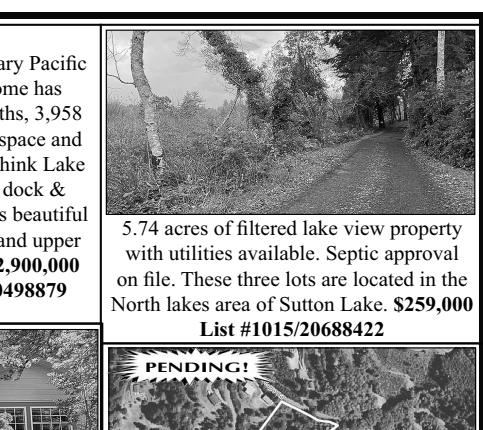 ary Pacific
ome has
ths, 3,958
space and
hink Lake
dock &
s beautiful
and upper
2,900,000
0498879
5.74 acres of filtered lake view property
with utilities available. Septic approval
on file. These three lots are located in the
North lakes area of Sutton Lake. $259,000
List #1015/20688422
PENDING!